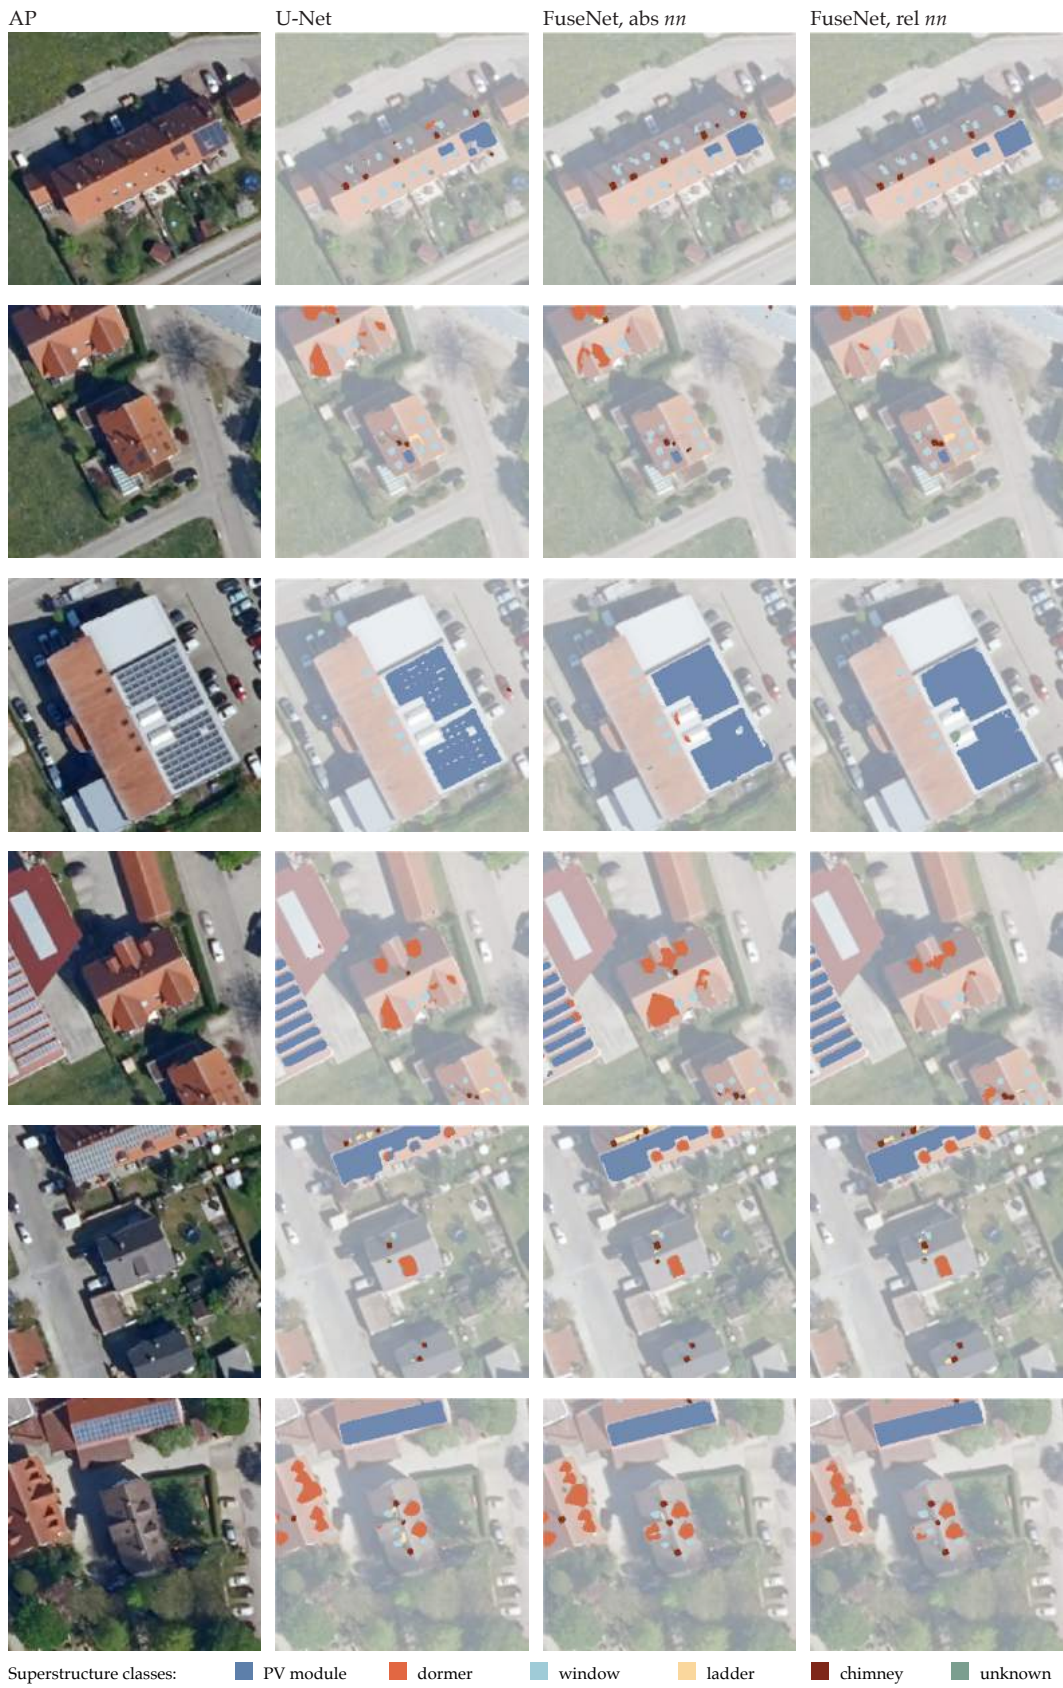 AP U-Net FuseNet, abs nn FuseNet, rel nn
Superstructure classes: PV module dormer window ladder chimney unknown